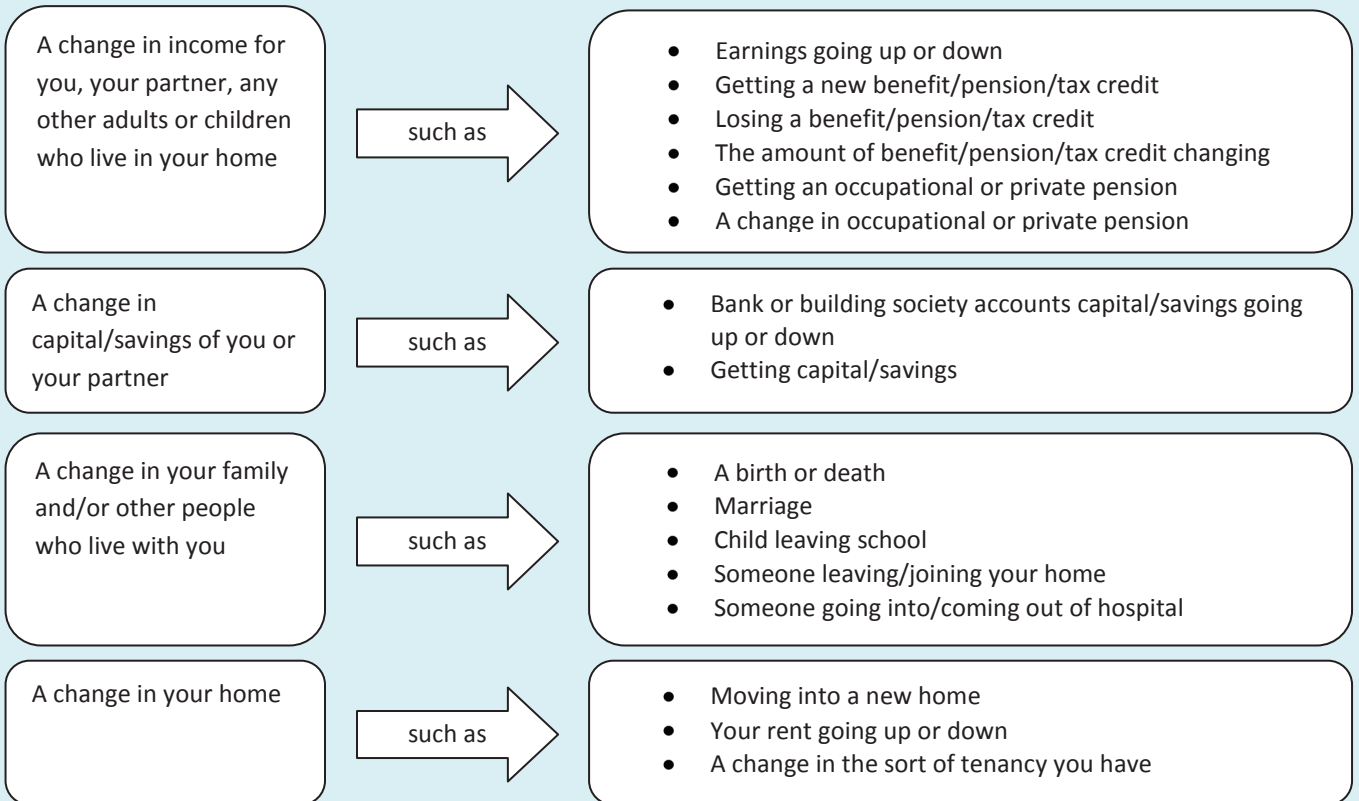 A change in income for
you, your partner, any
other adults or children
who live in your home
such as
• Earnings going up or down
• Getting a new benefit/pension/tax credit
• Losing a benefit/pension/tax credit
• The amount of benefit/pension/tax credit changing
• Getting an occupational or private pension
• A change in occupational or private pension
A change in
capital/savings of you or
your partner
such as
• Bank or building society accounts capital/savings going
up or down
• Getting capital/savings
A change in your family
and/or other people
who live with you
such as
• A birth or death
• Marriage
• Child leaving school
• Someone leaving/joining your home
• Someone going into/coming out of hospital
A change in your home
such as
• Moving into a new home
• Your rent going up or down
• A change in the sort of tenancy you have